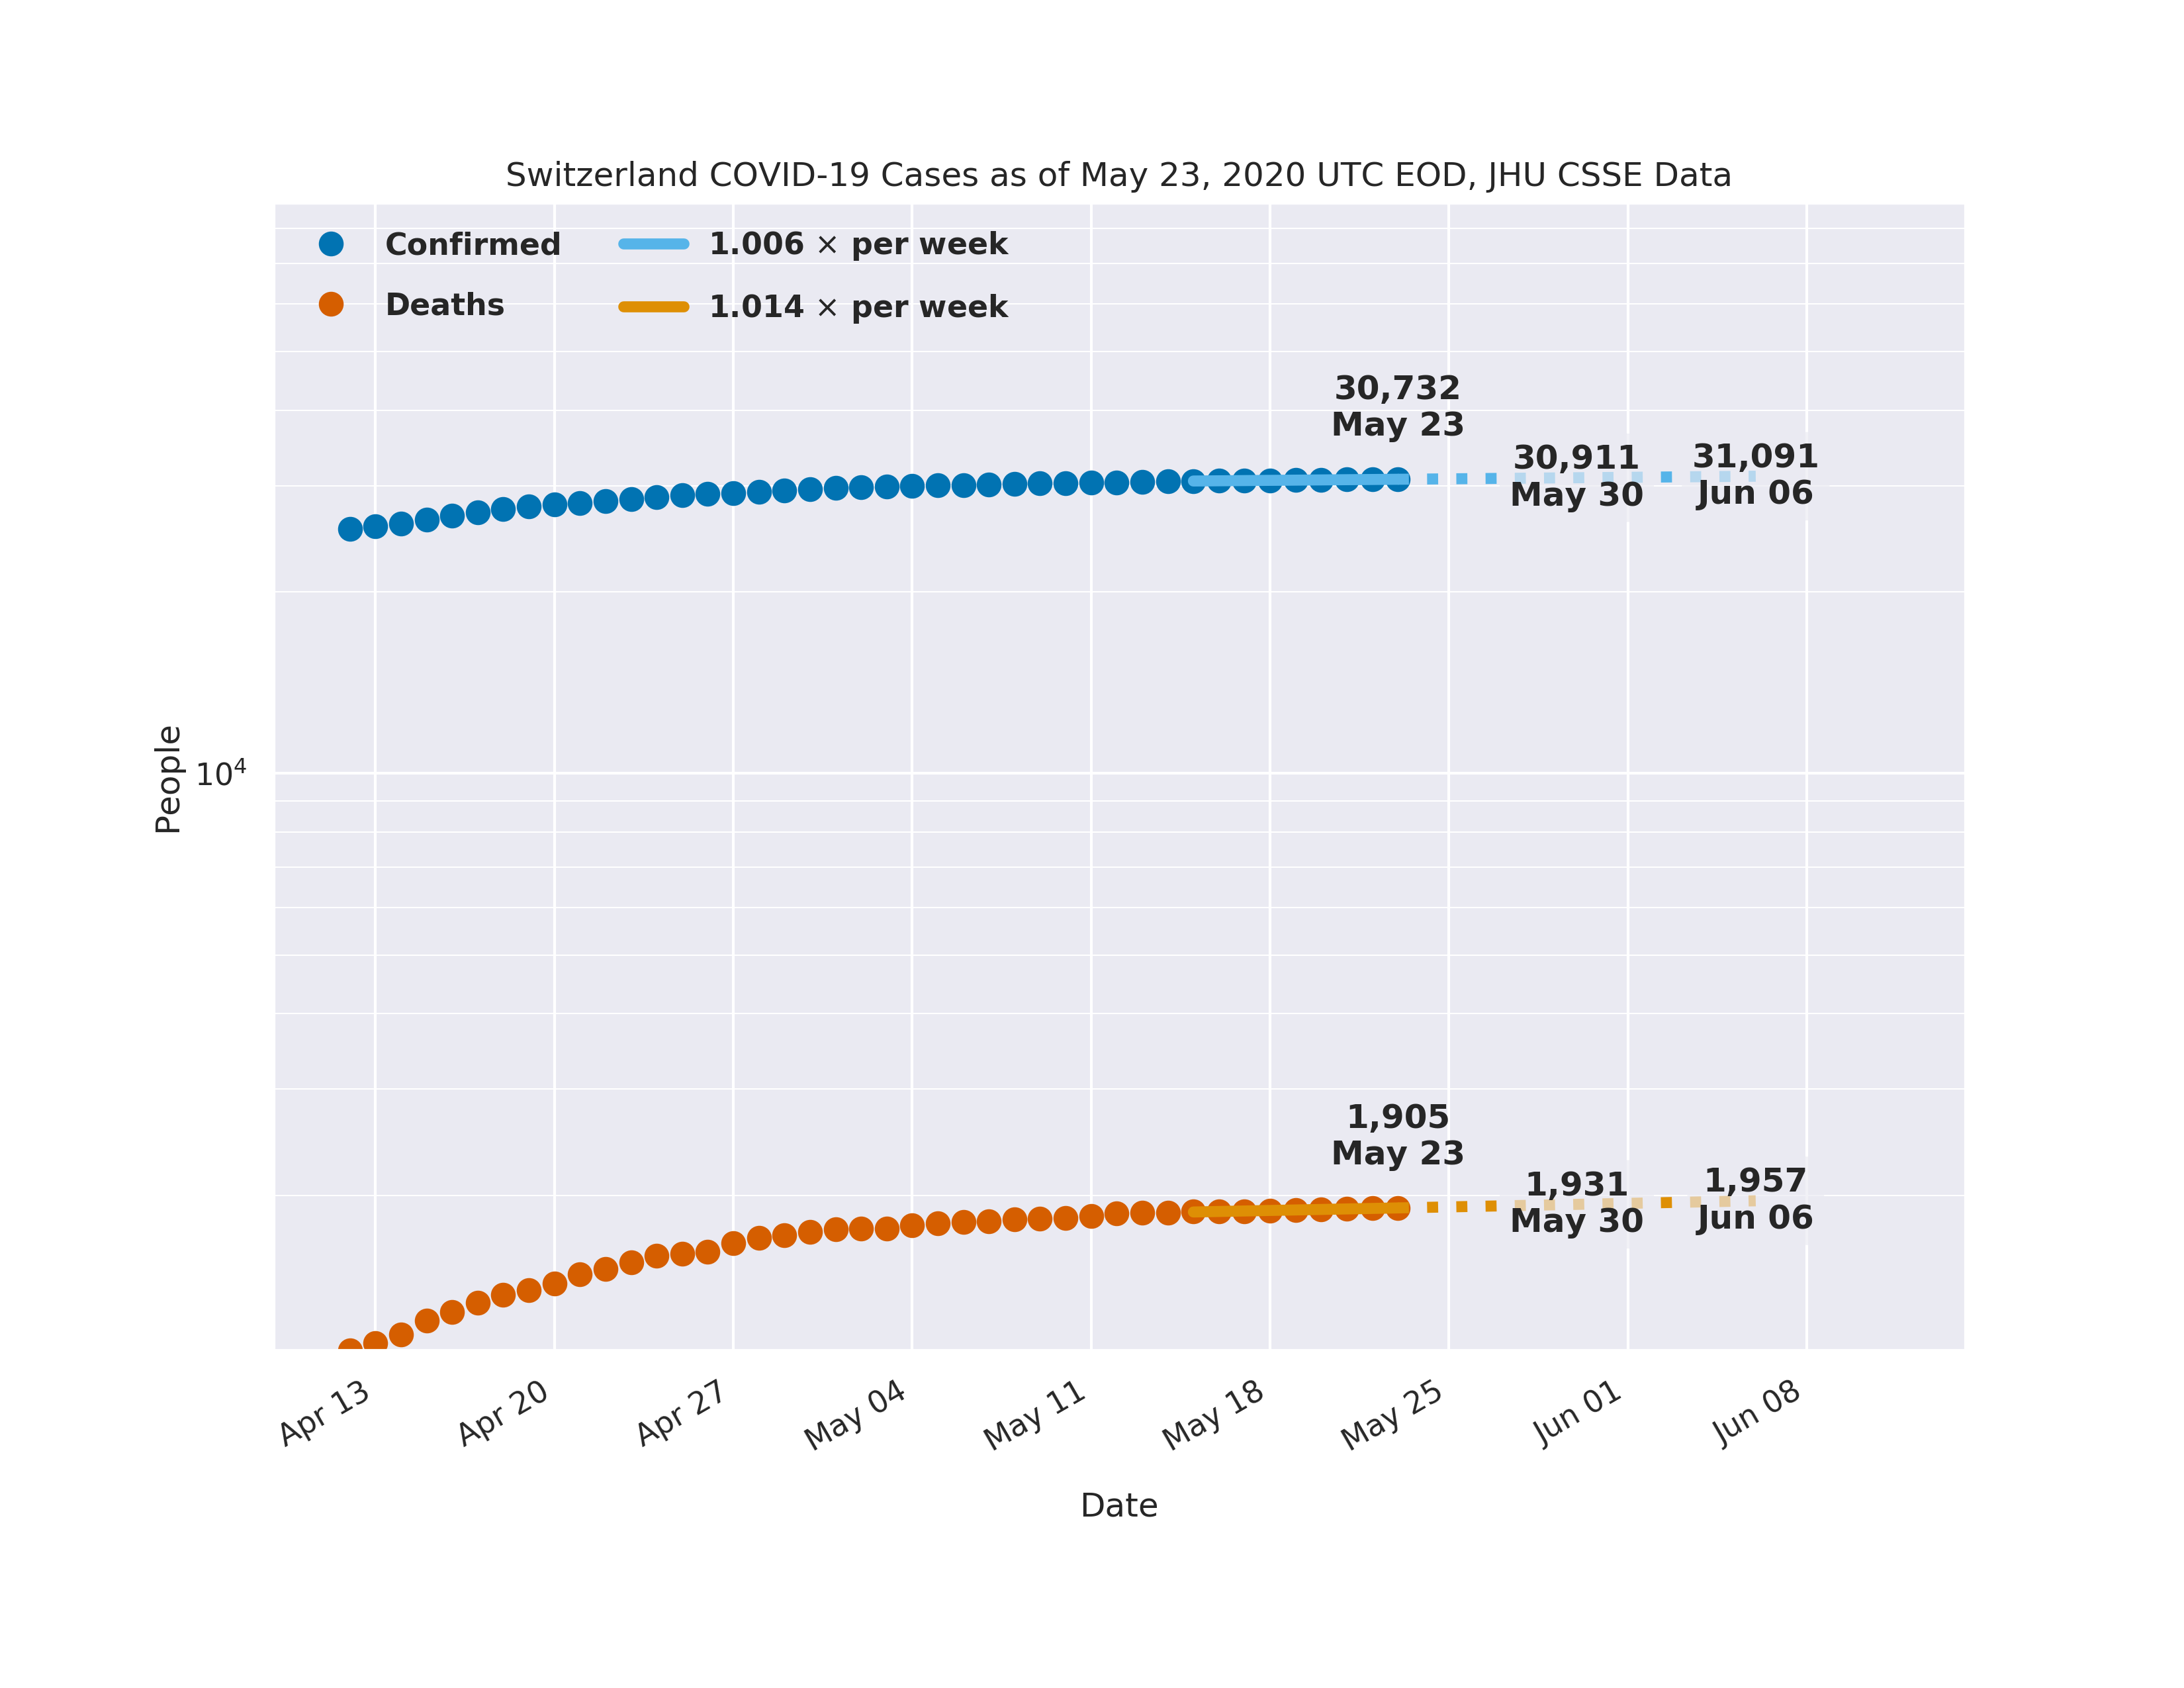 Switzerland COVID-19 Cases as of May 23, 2020 UTC EOD, JHU CSSE Data
Confirmed
Deaths
1.006 × per week
1.014 × per week
30,732
May 23
30,911
May 30
31,091
Jun 06
People
10⁴
1,905
May 23
1,931
May 30
1,957
Jun 06
Apr 13
Apr 20
Apr 27
May 04
May 11
May 18
May 25
Jun 01
Jun 08
Date